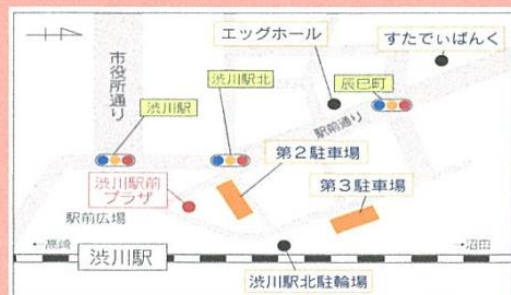 エッグホール
すたでぃばんく
市役所通り
渋川駅
渋川駅北
辰巳町
駅前通り
第2駐車場
渋川駅前
プラザ
第3駐車場
駅前広場
←高崎
→沼田
渋川駅
渋川駅北駐輪場